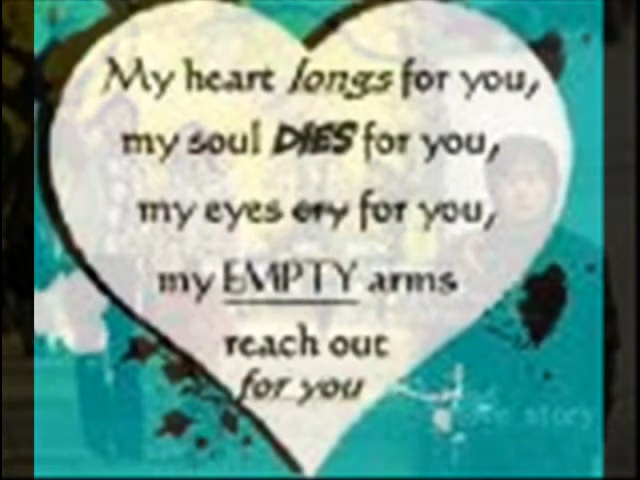 My heart longs for you,
my soul DIES for you,
my eyes cry for you,
my EMPTY arms
reach out
for you
story